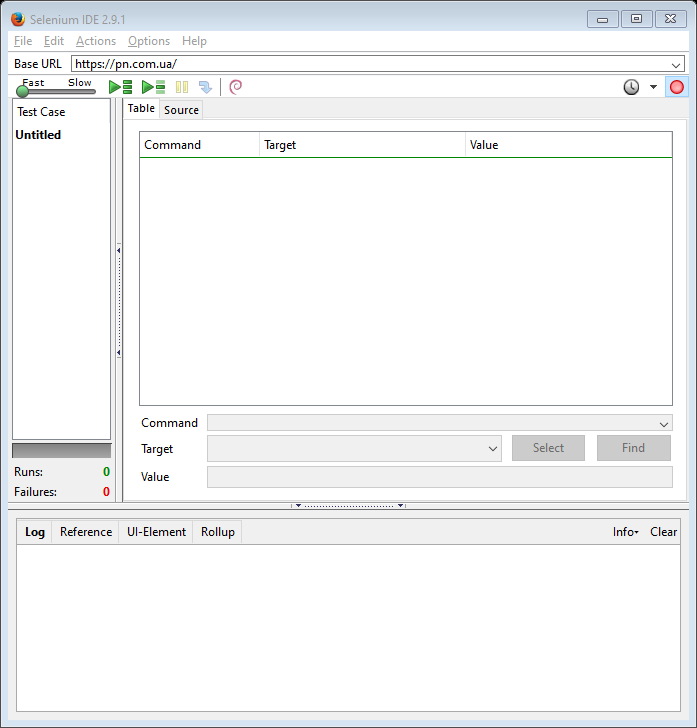 Selenium IDE 2.9.1
File Edit Actions Options Help
Base URL https://pn.com.ua/
Fast Slow
Test Case
Untitled
Table Source
Command Target Value
Command
Target Select Find
Value
Runs: 0
Failures: 0
Log Reference UI-Element Rollup Info Clear